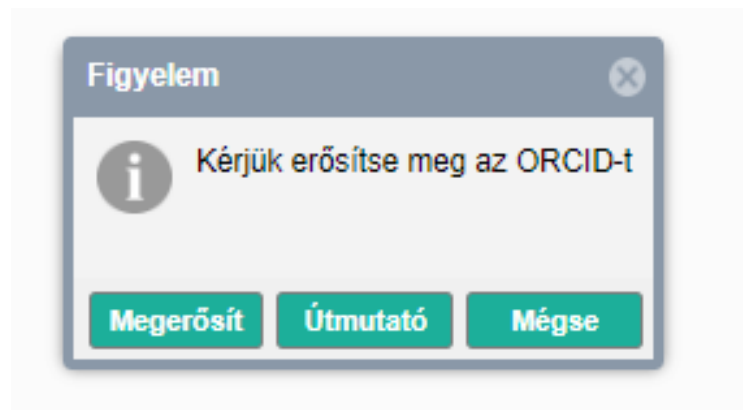 Figyelem
Kérjük erősítse meg az ORCID-t
Megerősít Útmutató Mégse